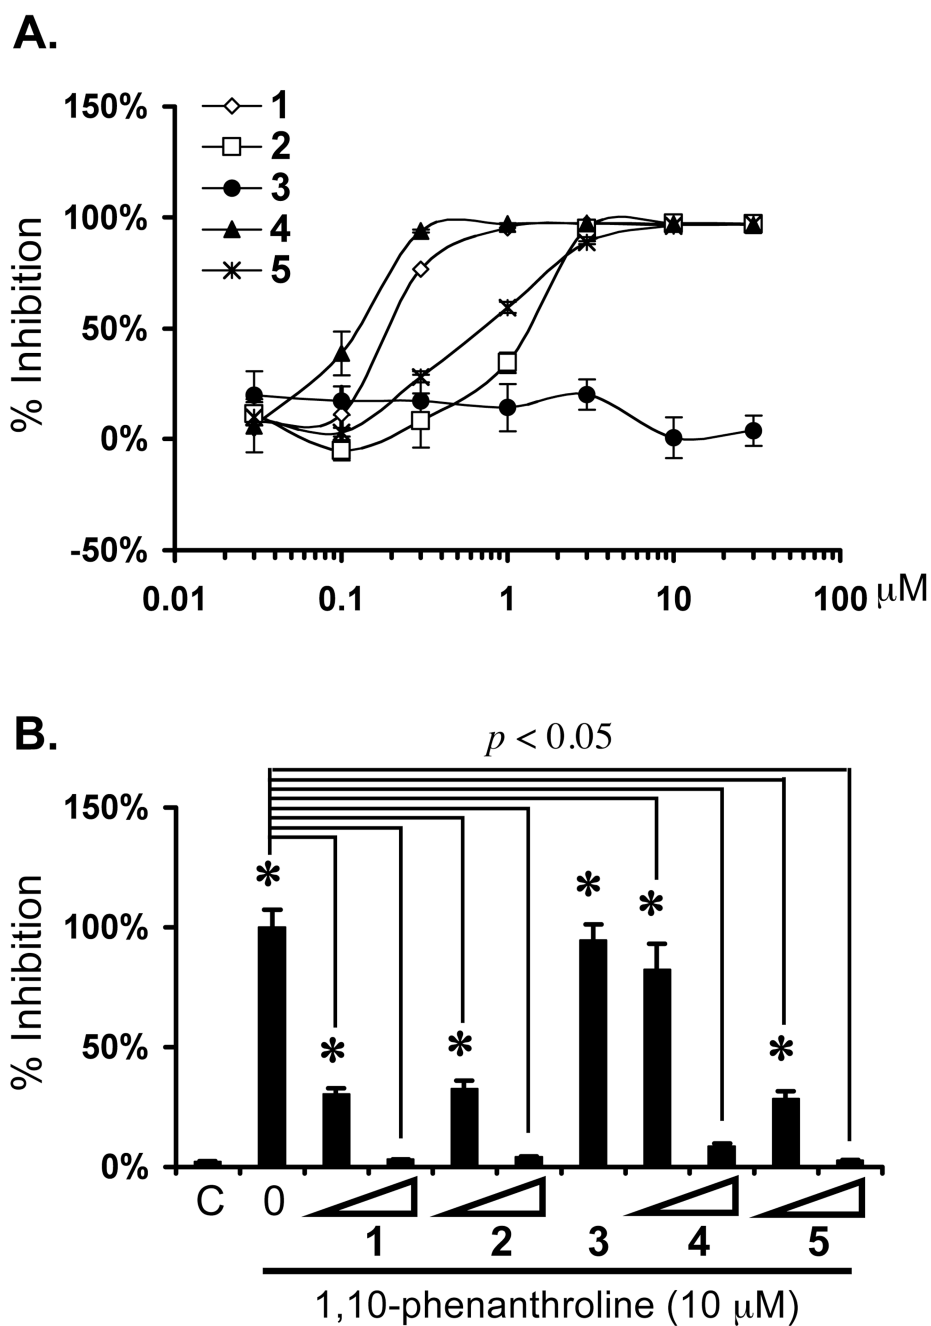 A.
150%
100%
50%
0%
-50%
% Inhibition
1
2
3
4
5
0.01 0.1 1 10 100 μM
B.
p < 0.05
150%
100%
50%
0%
% Inhibition
* * * * * *
C 0
1 2 3 4 5
1,10-phenanthroline (10 μM)